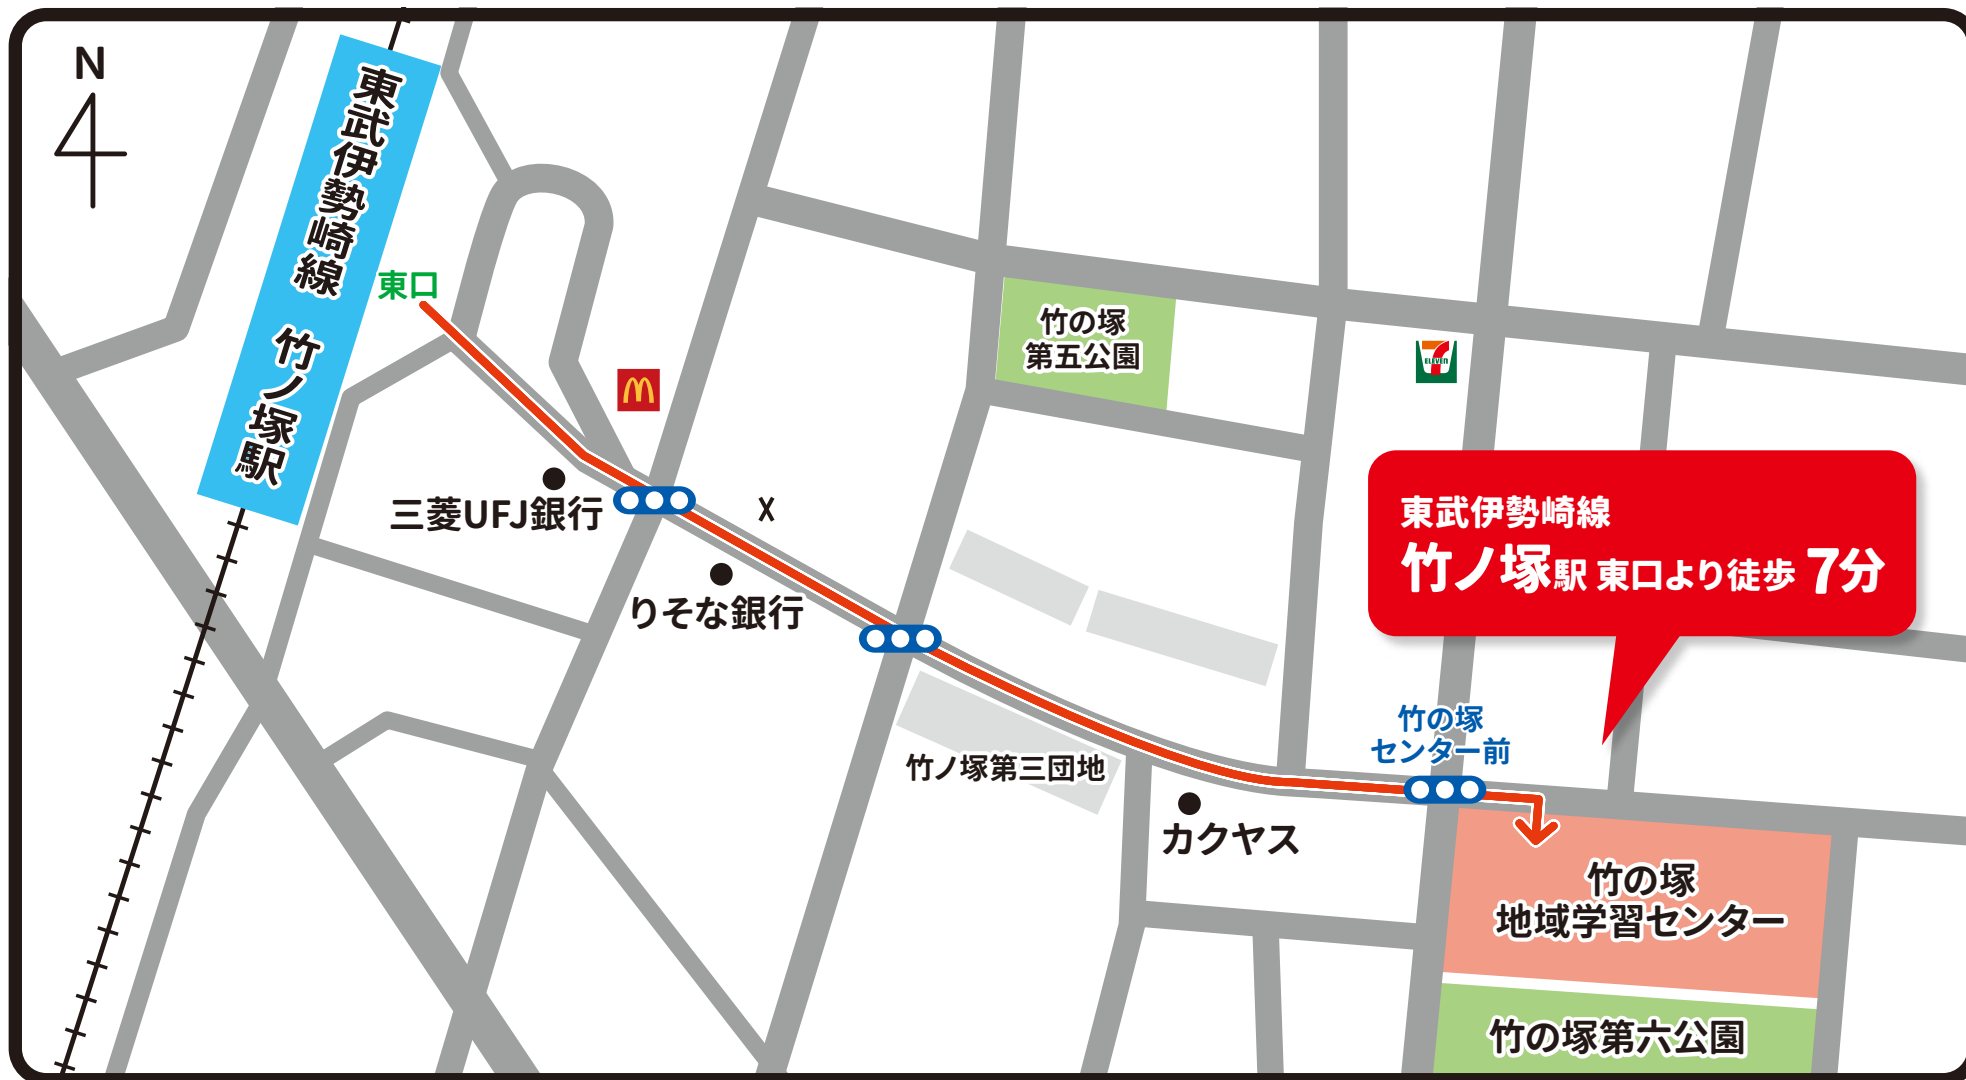 N
東武伊勢崎線 竹ノ塚駅
東口
竹の塚
第五公園
ELEVEN
三菱UFJ銀行
りそな銀行
東武伊勢崎線
竹ノ塚駅 東口より徒歩 7分
竹の塚
センター前
竹ノ塚第三団地
カクヤス
竹の塚
地域学習センター
竹の塚第六公園